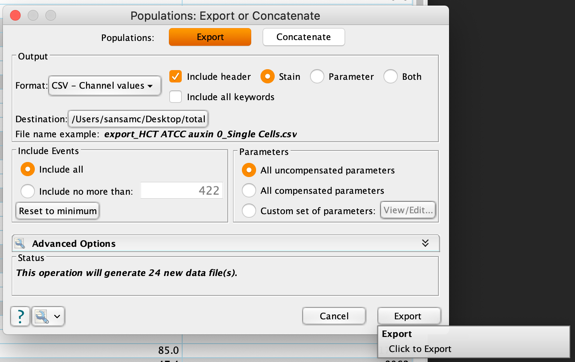 Populations: Export or Concatenate
Populations: Export Concatenate
Output
Format: CSV - Channel values Include header Stain Parameter Both
Include all keywords
Destination: /Users/sansamc/Desktop/total
File name example: export_HCT ATCC auxin 0_Single Cells.csv
Include Events
Include all
Include no more than: 422
Reset to minimum
Parameters
All uncompensated parameters
All compensated parameters
Custom set of parameters: View/Edit...
Advanced Options
Status
This operation will generate 24 new data file(s).
? Cancel Export
Export
Click to Export
85.0